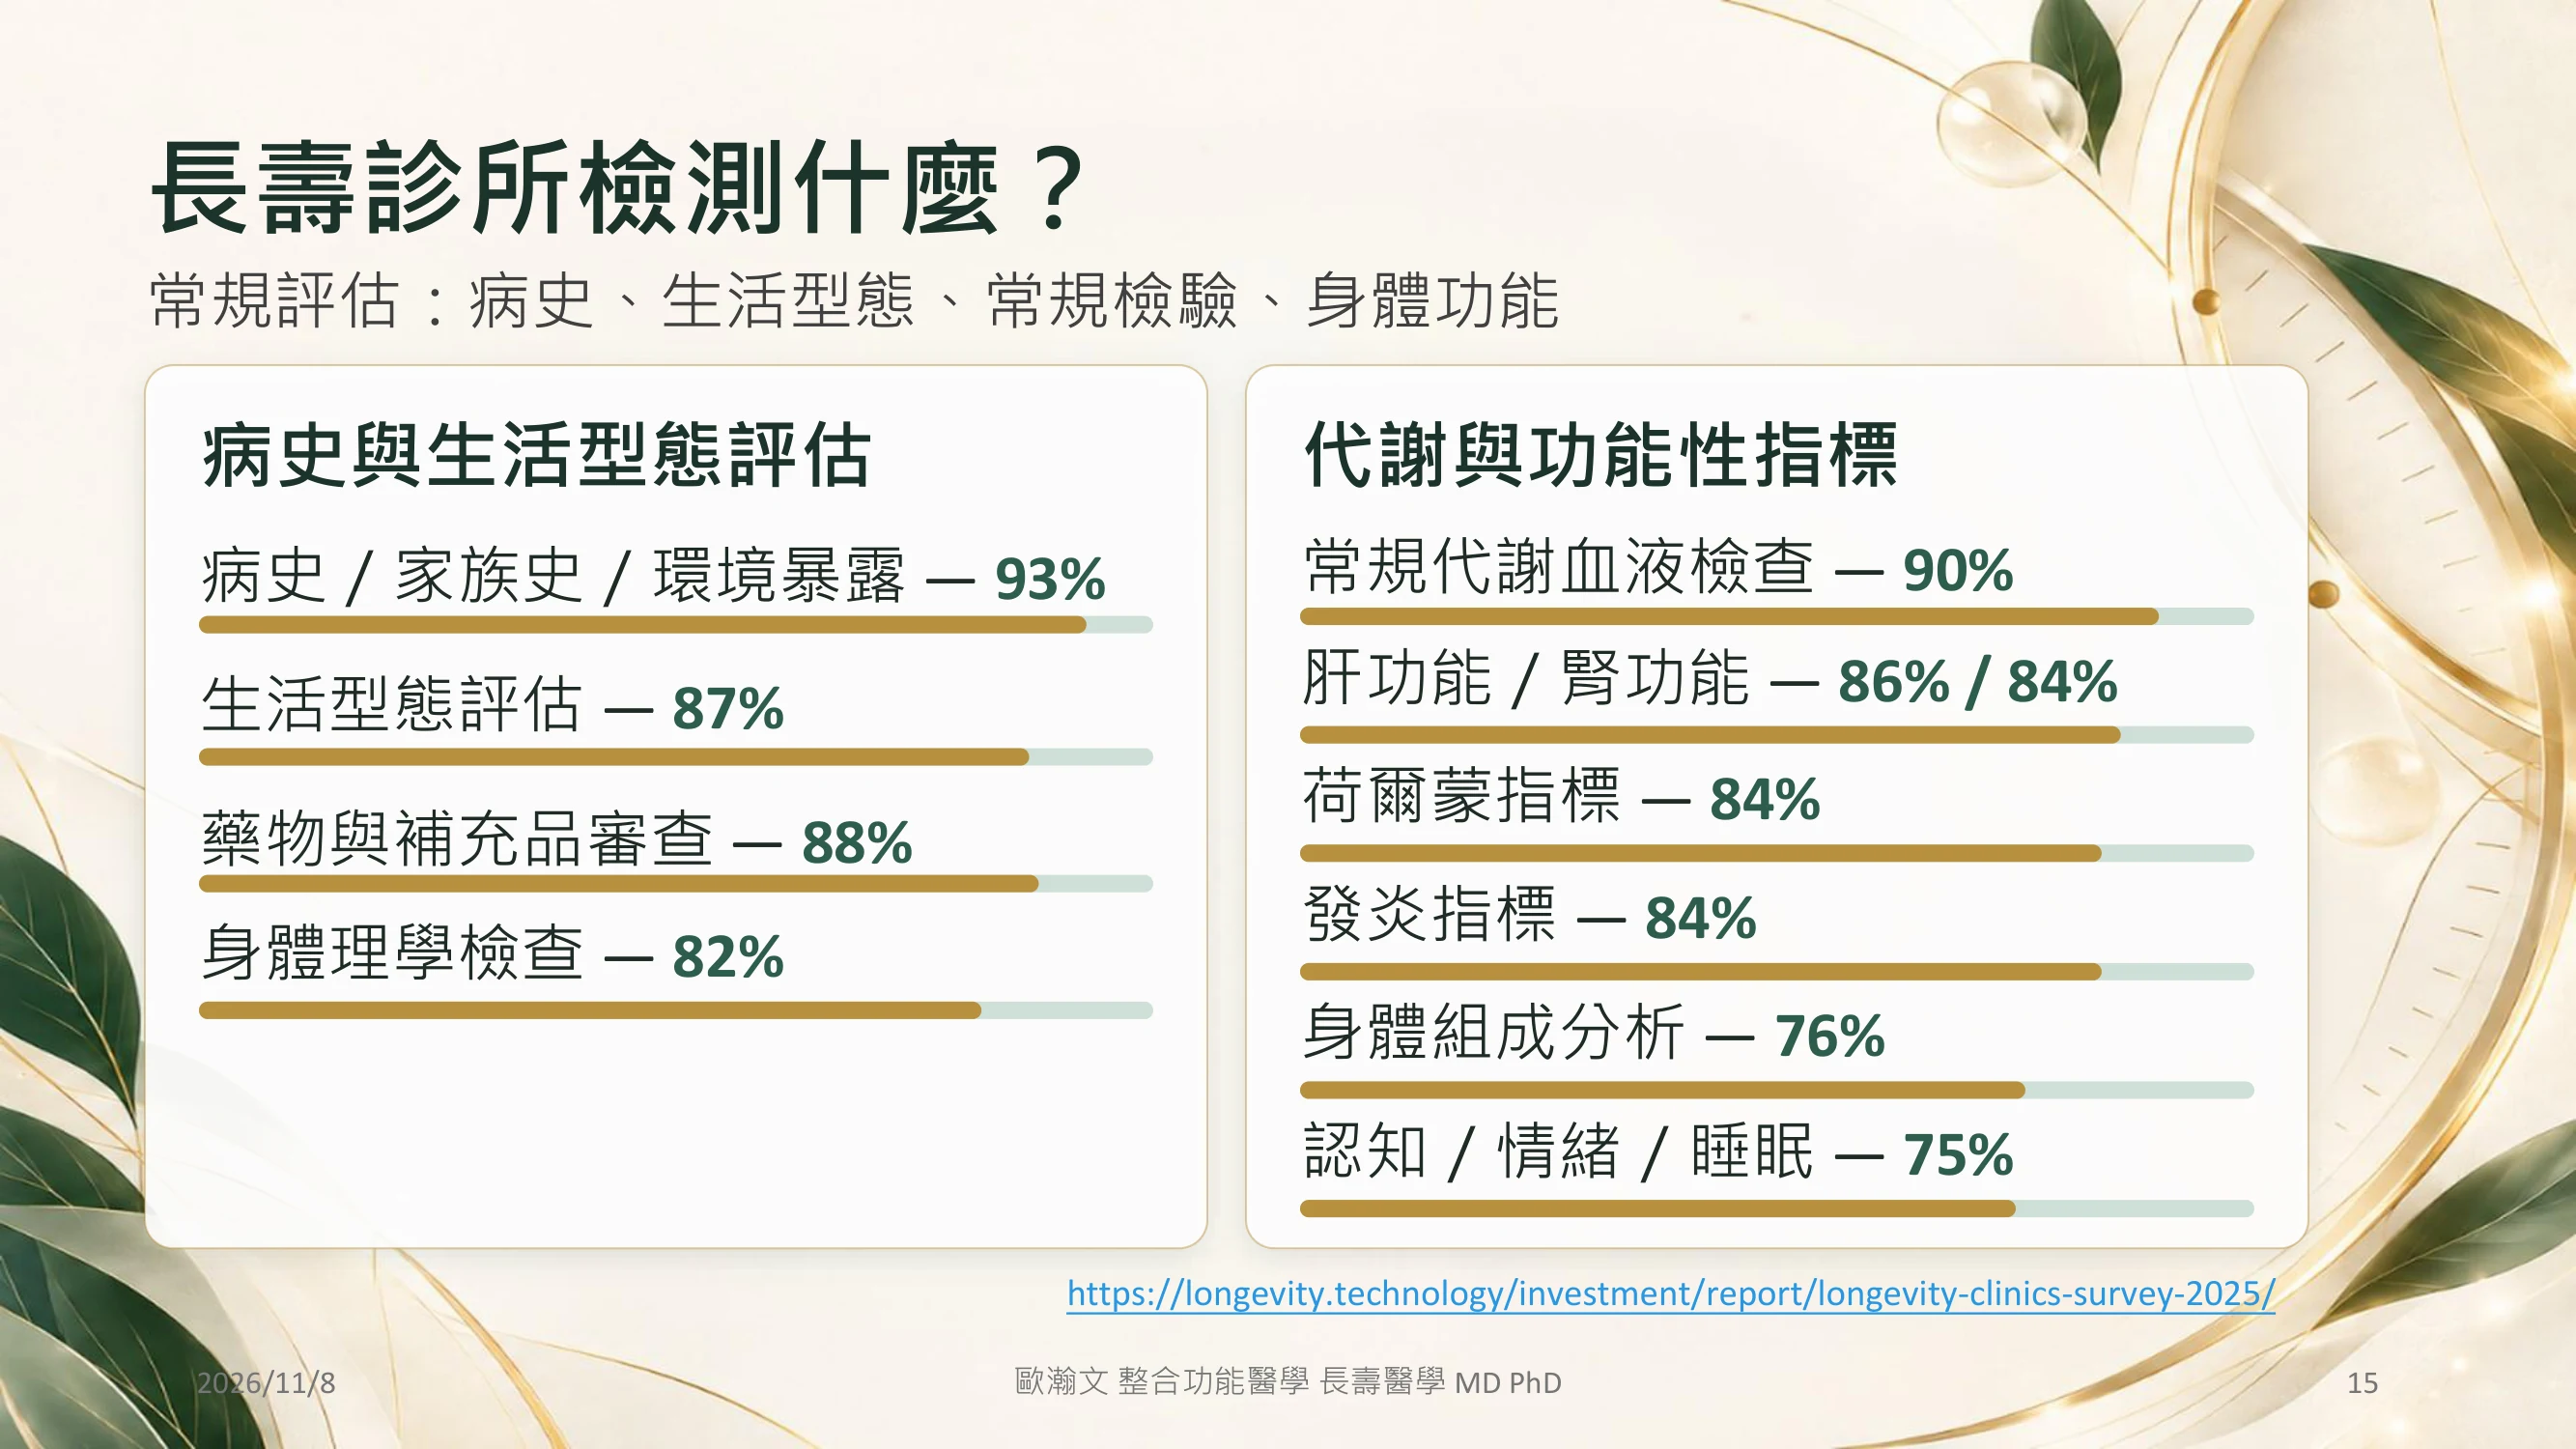 長壽診所檢測什麼？
常規評估：病史、生活型態、常規檢驗、身體功能
病史與生活型態評估
病史 / 家族史 / 環境暴露 — 93%
生活型態評估 — 87%
藥物與補充品審查 — 88%
身體理學檢查 — 82%
代謝與功能性指標
常規代謝血液檢查 — 90%
肝功能 / 腎功能 — 86% / 84%
荷爾蒙指標 — 84%
發炎指標 — 84%
身體組成分析 — 76%
認知 / 情緒 / 睡眠 — 75%
https://longevity.technology/investment/report/longevity-clinics-survey-2025/
2026/11/8
歐瀚文 整合功能醫學 長壽醫學 MD PhD
15